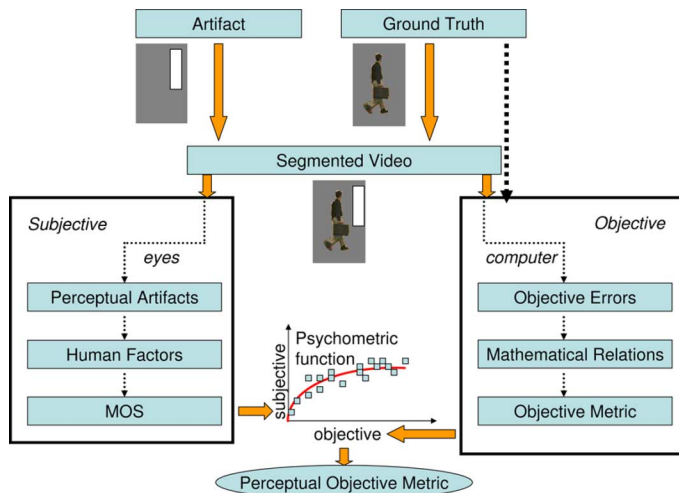 Artifact
Ground Truth
Segmented Video
Subjective
eyes
Perceptual Artifacts
Human Factors
MOS
Psychometric
function
subjective
objective
Objective
computer
Objective Errors
Mathematical Relations
Objective Metric
Perceptual Objective Metric